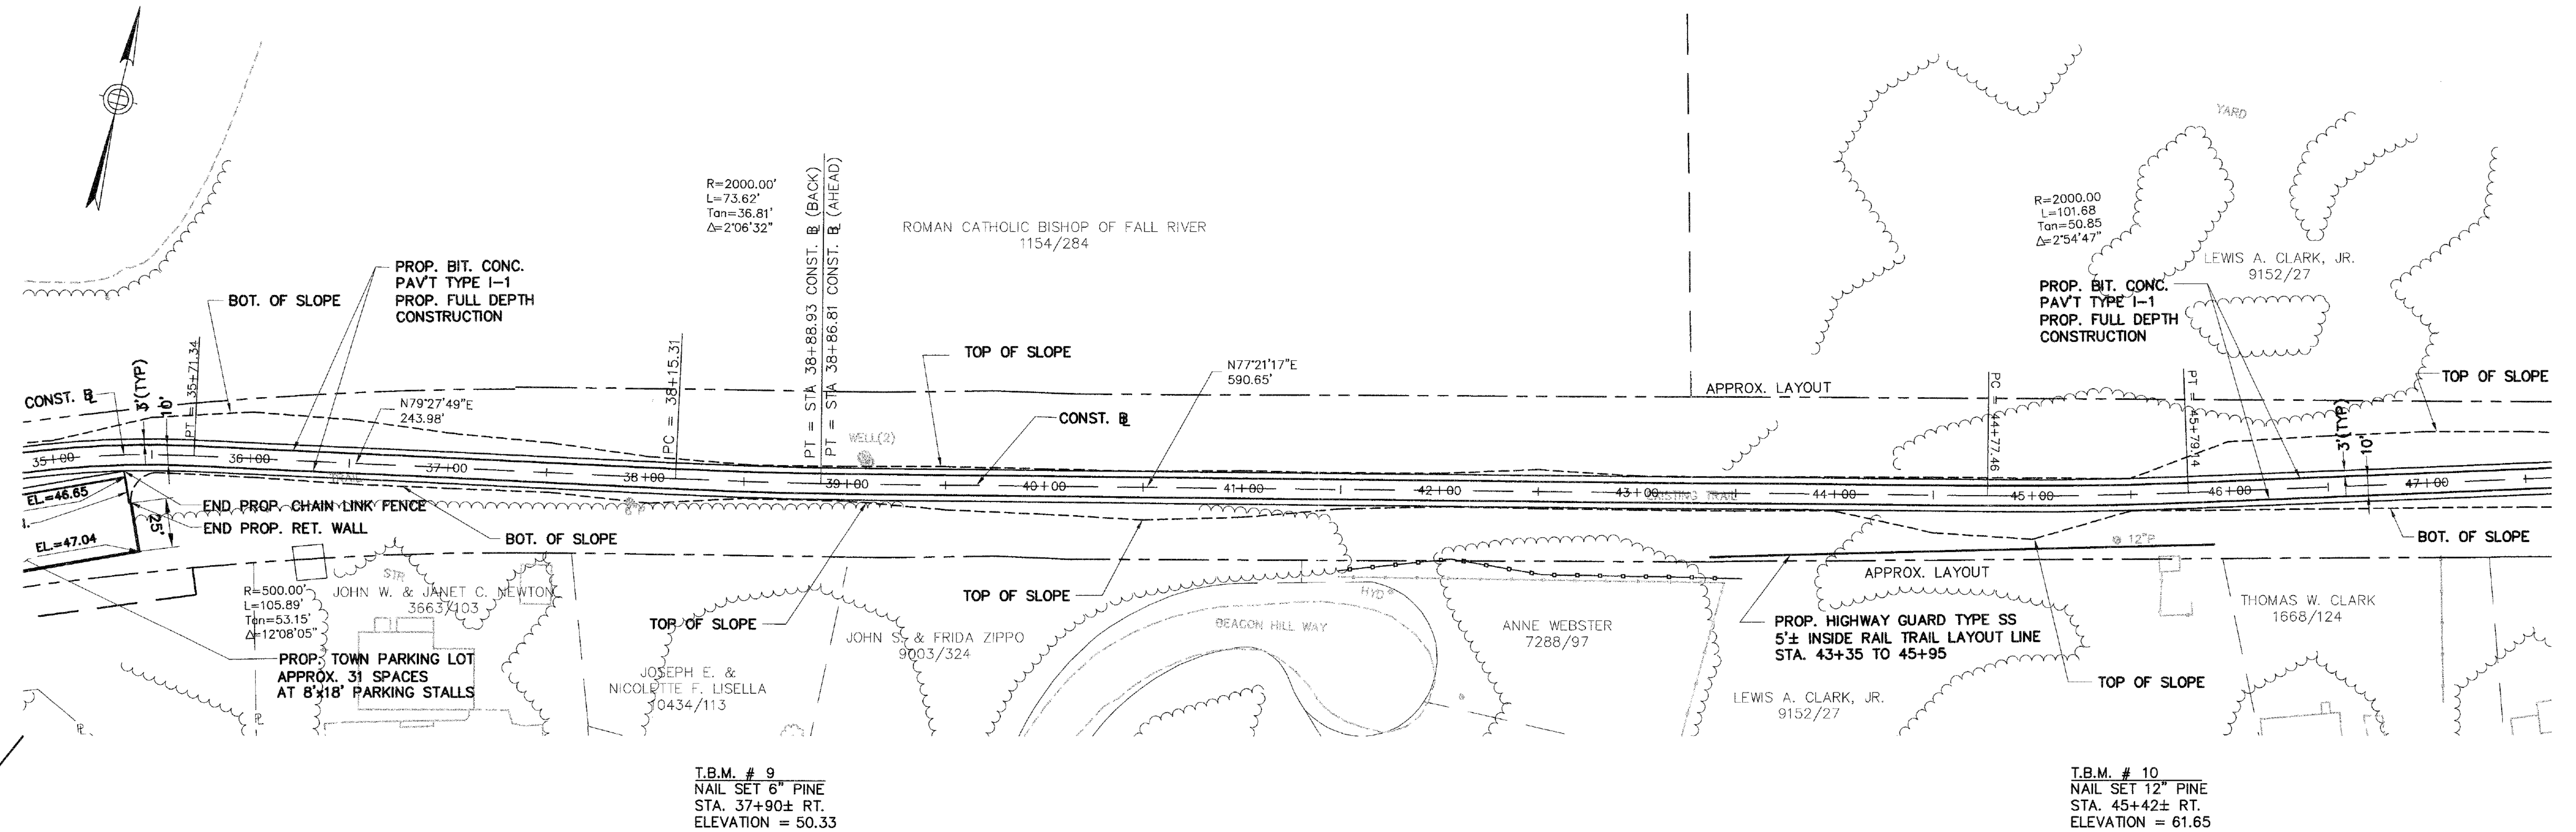 R=2000.00'
L=73.62'
Tan=36.81'
Δ=2°06'32"
PT = STA 38+88.93 CONST. BL (BACK)
PT = STA 38+86.81 CONST. BL (AHEAD)
ROMAN CATHOLIC BISHOP OF FALL RIVER
1154/284
YARD
R=2000.00
L=101.68
Tan=50.85
Δ=2°54'47"
LEWIS A. CLARK, JR.
9152/27
PROP. BIT. CONC.
PAV'T TYPE I-1
PROP. FULL DEPTH
CONSTRUCTION
BOT. OF SLOPE
PROP. BIT. CONC.
PAV'T TYPE I-1
PROP. FULL DEPTH
CONSTRUCTION
TOP OF SLOPE
N77°21'17"E
590.65'
APPROX. LAYOUT
TOP OF SLOPE
CONST. BL
3'(TYP)
10'
PT = 35+71.34
N79°27'49"E
243.98'
PC = 38+15.31
CONST. BL
WELL(2)
PC = 44+77.46
PT = 45+79.14
3'(TYP)
10'
35+00
36+00
37+00
38+00
39+00
40+00
41+00
42+00
43+00
44+00
45+00
46+00
47+00
TRAIL
EXISTING TRAIL
EL.=46.65
END PROP. CHAIN LINK FENCE
END PROP. RET. WALL
25'
EL.=47.04
BOT. OF SLOPE
12"P
BOT. OF SLOPE
R=500.00'
L=105.89'
Tan=53.15'
Δ=12°08'05"
STR
JOHN W. & JANET C. NEWTON
3663/103
TOP OF SLOPE
TOP OF SLOPE
HYD
APPROX. LAYOUT
BEACON HILL WAY
JOHN S. & FRIDA ZIPPO
9003/324
ANNE WEBSTER
7288/97
PROP. HIGHWAY GUARD TYPE SS
5'± INSIDE RAIL TRAIL LAYOUT LINE
STA. 43+35 TO 45+95
THOMAS W. CLARK
1668/124
PROP. TOWN PARKING LOT
APPROX. 31 SPACES
AT 8'x18' PARKING STALLS
JOSEPH E. &
NICOLETTE F. LISELLA
10434/113
TOP OF SLOPE
LEWIS A. CLARK, JR.
9152/27
PL
PL
T.B.M. # 9
NAIL SET 6" PINE
STA. 37+90± RT.
ELEVATION = 50.33
T.B.M. # 10
NAIL SET 12" PINE
STA. 45+42± RT.
ELEVATION = 61.65